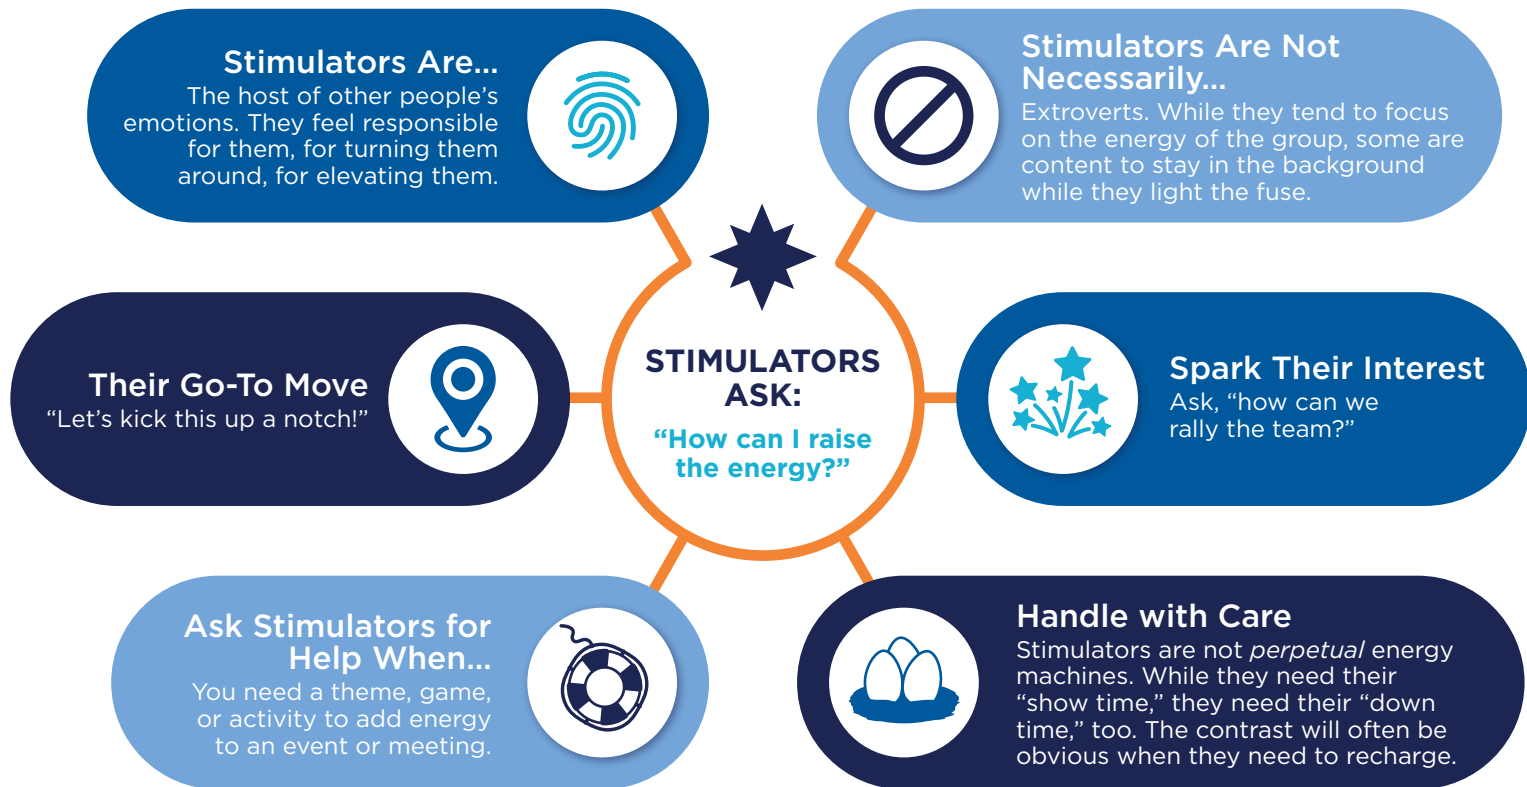 Stimulators Are...
The host of other people’s
emotions. They feel responsible
for them, for turning them
around, for elevating them.
Stimulators Are Not
Necessarily...
Extroverts. While they tend to focus
on the energy of the group, some are
content to stay in the background
while they light the fuse.
Their Go-To Move
“Let’s kick this up a notch!”
STIMULATORS
ASK:
“How can I raise
the energy?”
Spark Their Interest
Ask, “how can we
rally the team?”
Ask Stimulators for
Help When...
You need a theme, game,
or activity to add energy
to an event or meeting.
Handle with Care
Stimulators are not perpetual energy
machines. While they need their
“show time,” they need their “down
time,” too. The contrast will often be
obvious when they need to recharge.